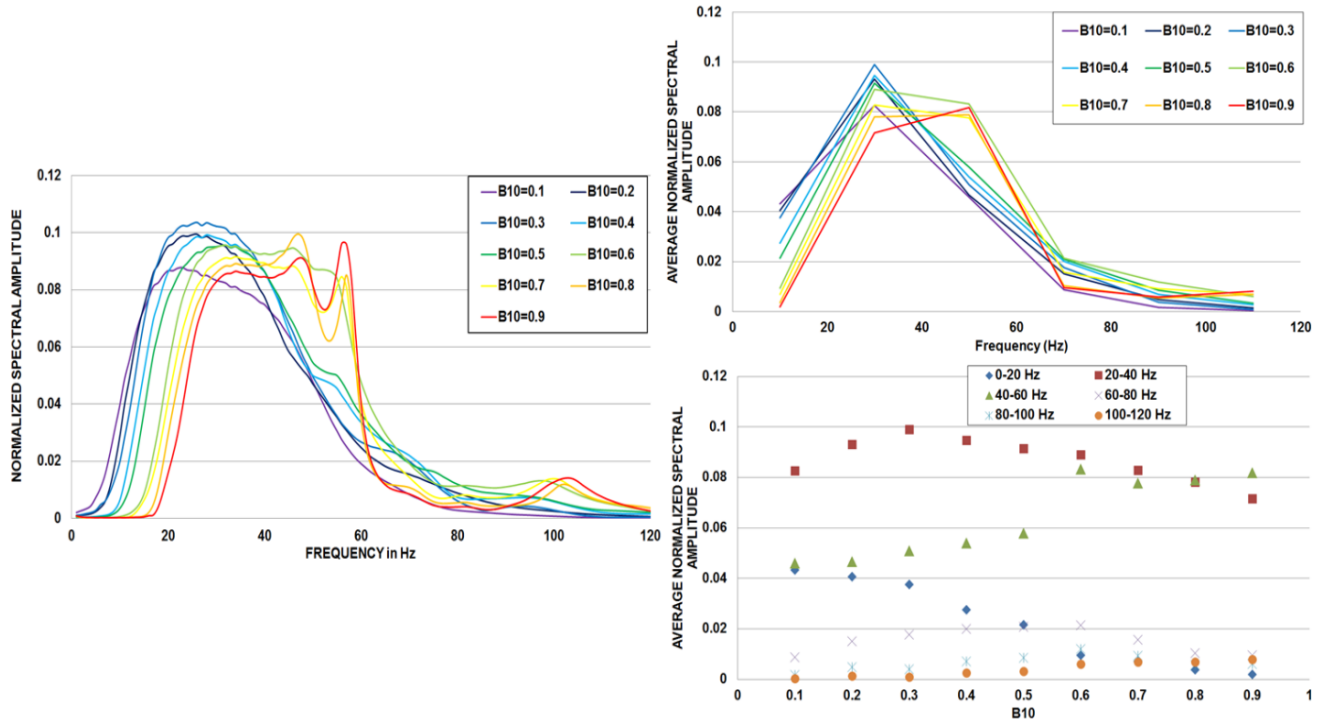 NORMALIZED SPECTRAL AMPLITUDE
0.12
0.1
0.08
0.06
0.04
0.02
0
0 20 40 60 80 100 120
FREQUENCY in Hz
B10=0.1 B10=0.2
B10=0.3 B10=0.4
B10=0.5 B10=0.6
B10=0.7 B10=0.8
B10=0.9
AVERAGE NORMALIZED SPECTRAL
AMPLITUDE
0.12
0.1
0.08
0.06
0.04
0.02
0
0 20 40 60 80 100 120
Frequency (Hz)
B10=0.1 B10=0.2 B10=0.3
B10=0.4 B10=0.5 B10=0.6
B10=0.7 B10=0.8 B10=0.9
AVERAGE NORMALIZED SPECTRAL
AMPLITUDE
0.12
0.1
0.08
0.06
0.04
0.02
0
0 0.1 0.2 0.3 0.4 0.5 0.6 0.7 0.8 0.9 1
B10
0-20 Hz 20-40 Hz
40-60 Hz 60-80 Hz
80-100 Hz 100-120 Hz